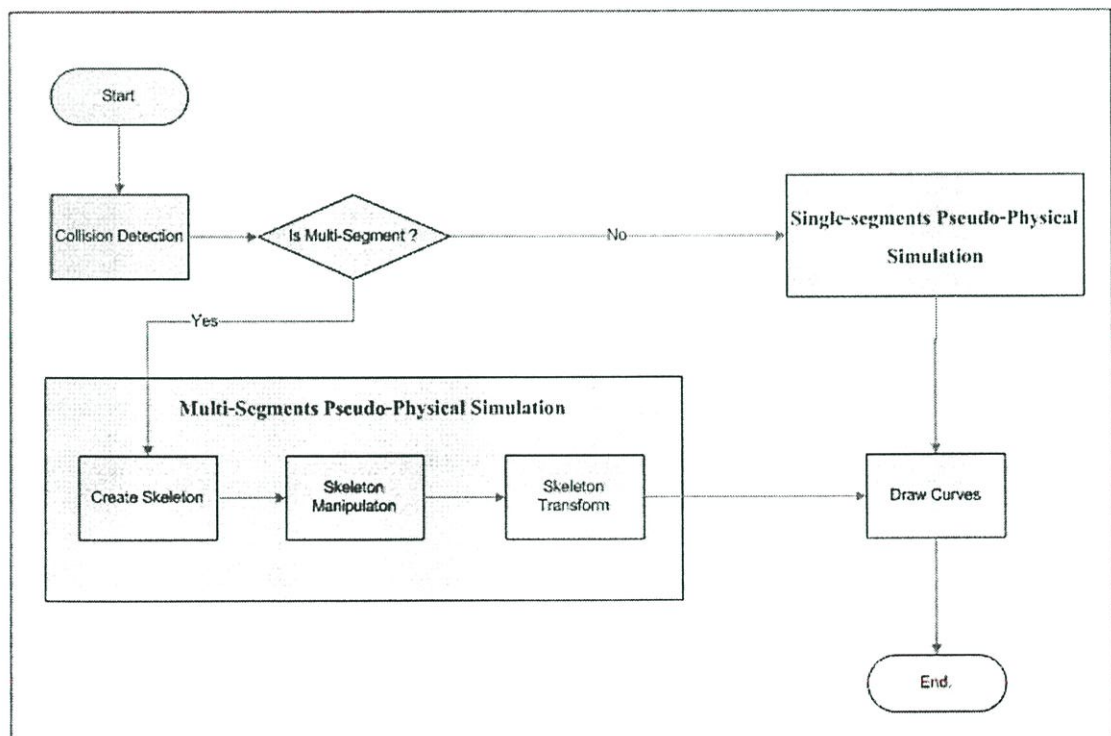 Start
Collision Detection
Is Multi-Segment ?
No
Single-segments Pseudo-Physical
Simulation
Yes
Multi-Segments Pseudo-Physical Simulation
Create Skeleton
Skeleton
Manipulaton
Skeleton
Transform
Draw Curves
End.